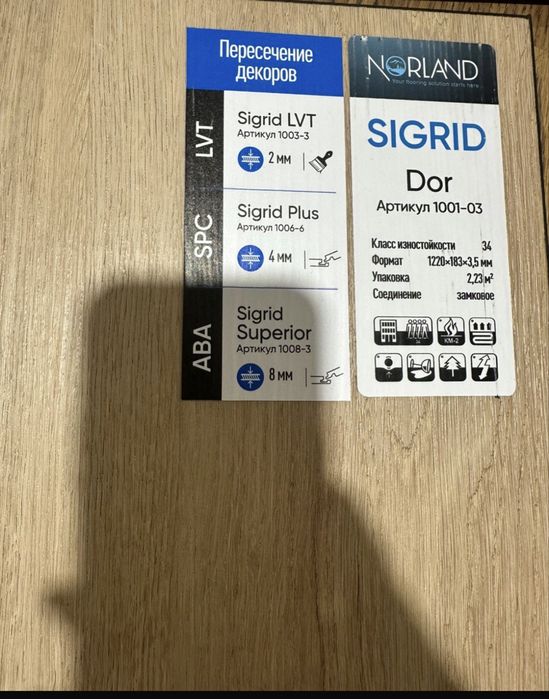 Пересечение
декоров
LVT
Sigrid LVT
Артикул 1003-3
2 мм
SPC
Sigrid Plus
Артикул 1006-6
4 мм
ABA
Sigrid
Superior
Артикул 1008-3
8 мм
NORLAND
Your flooring solution starts here
SIGRID
Dor
Артикул 1001-03
Класс изностойкости 34
Формат 1220×183×3,5 мм
Упаковка 2,23 м²
Соединение замковое
34
КМ-2